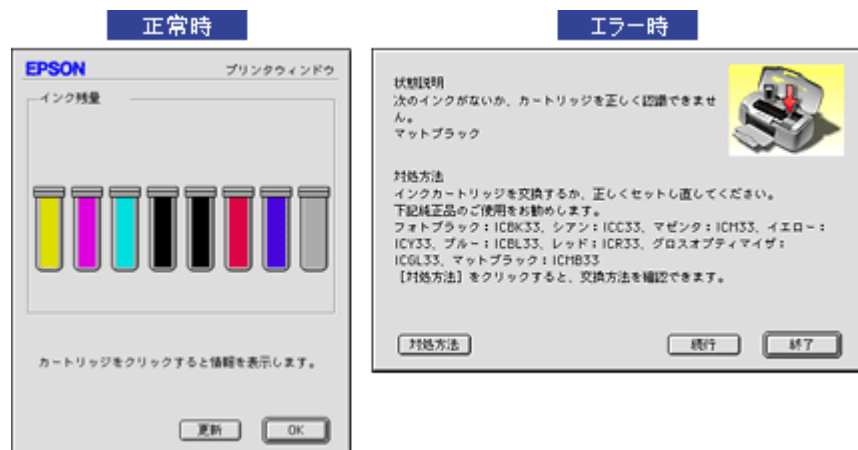 正常時
EPSON
プリンタウィンドウ
インク残量
カートリッジをクリックすると情報を表示します。
更新
OK
エラー時
状態説明
次のインクがないか、カートリッジを正しく認識できませ
ん。
マットブラック
対処方法
インクカートリッジを交換するか、正しくセットし直してください。
下記純正品のご使用をお勧めします。
フォトブラック：ICBK33、シアン：ICC33、マゼンタ：ICM33、イエロー：
ICY33、ブルー：ICBL33、レッド：ICR33、グロスオプティマイザ：
ICGL33、マットブラック：ICMB33
［対処方法］をクリックすると、交換方法を確認できます。
対処方法
続行
終了